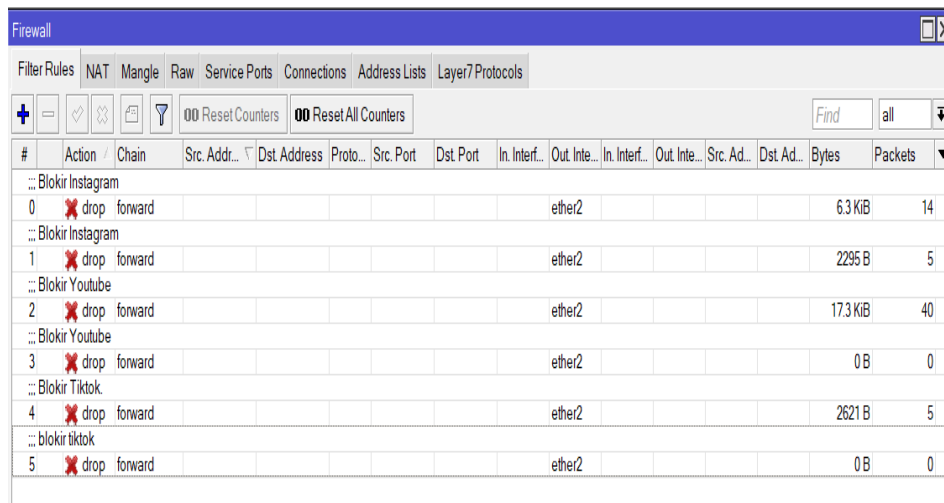 Firewall
Filter Rules NAT Mangle Raw Service Ports Connections Address Lists Layer7 Protocols
00 Reset Counters 00 Reset All Counters Find all
# Action Chain Src. Addr... Dst. Address Proto... Src. Port Dst. Port In. Interf... Out. Inte... In. Interf... Out. Inte... Src. Ad... Dst. Ad... Bytes Packets
;;; Blokir Instagram
0 drop forward ether2 6.3 KiB 14
;;; Blokir Instagram
1 drop forward ether2 2295 B 5
;;; Blokir Youtube
2 drop forward ether2 17.3 KiB 40
;;; Blokir Youtube
3 drop forward ether2 0 B 0
;;; Blokir Tiktok.
4 drop forward ether2 2621 B 5
;;; blokir tiktok
5 drop forward ether2 0 B 0